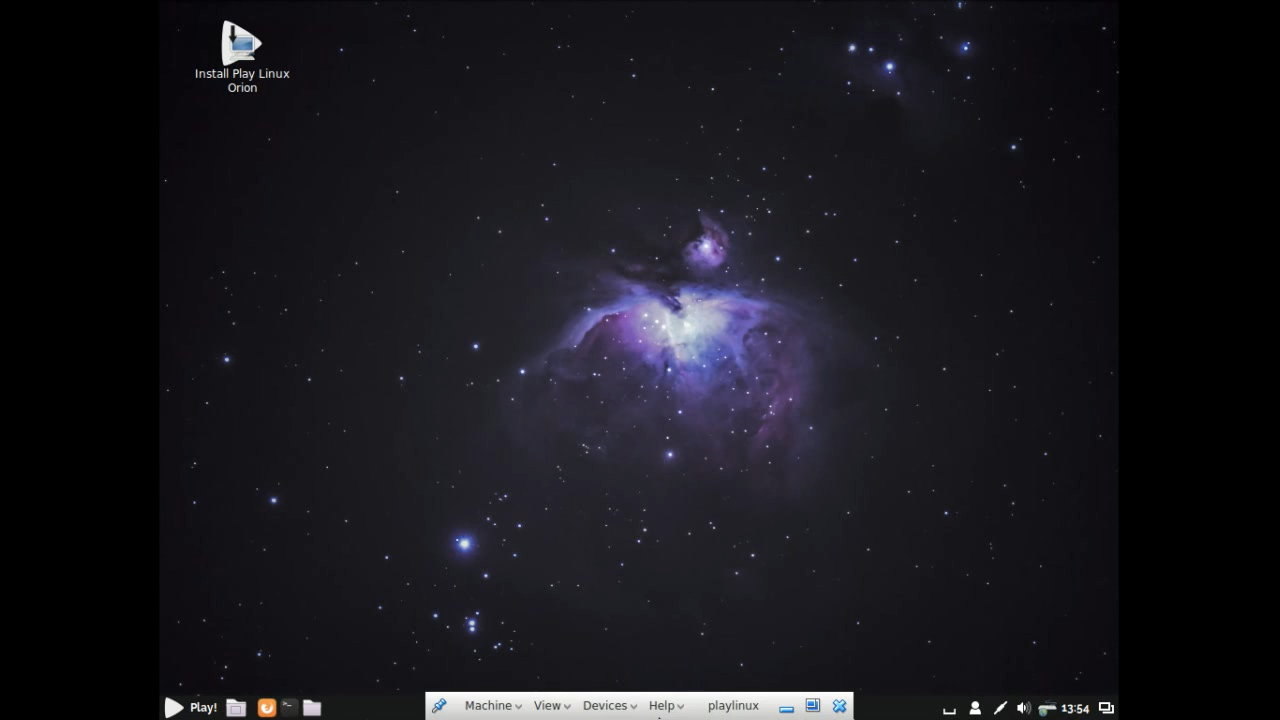 Install Play Linux
Orion
Play!
>_
Machine View Devices Help playlinux
13:54